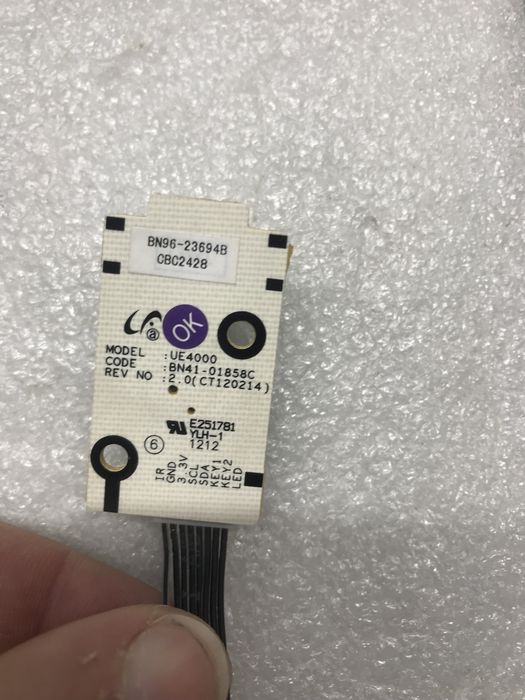 BN96-23694B
CBC2428
a
OK
MODEL :UE4000
CODE :BN41-01858C
REV NO :2.0(CT120214)
E251781
YLH-1
6
1212
IR
GND
3.3V
SCL
SDA
KEY1
KEY2
LED